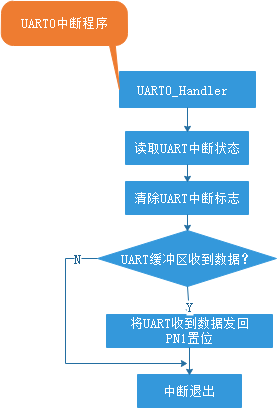 UART0中断程序
UART0_Handler
读取UART中断状态
清除UART中断标志
UART缓冲区收到数据?
N
Y
将UART收到数据发回
PN1置位
中断退出